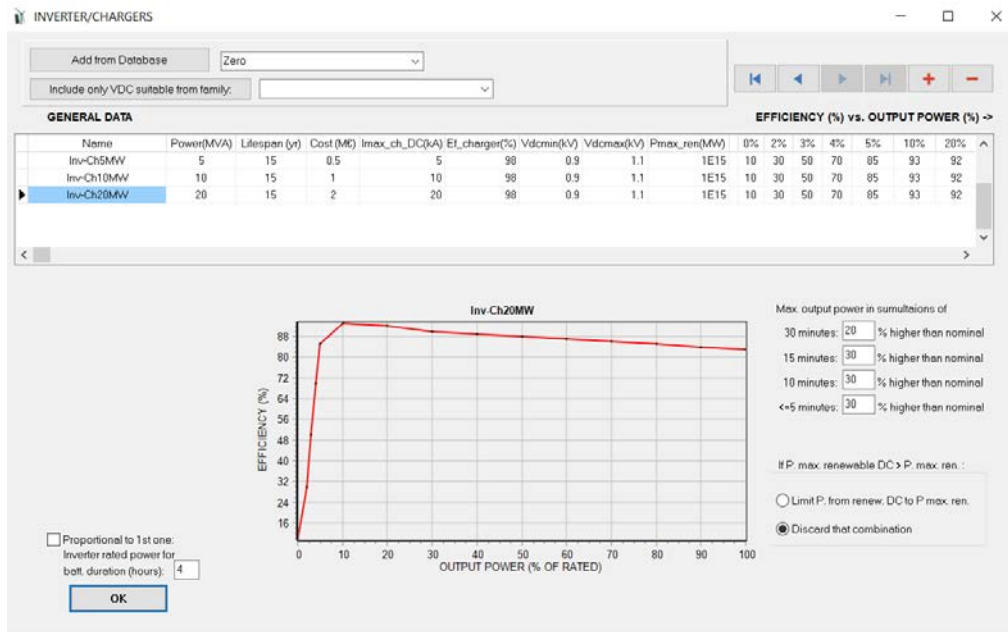 INVERTER/CHARGERS
Add from Database Zero
Include only VDC suitable from family:
GENERAL DATA EFFICIENCY (%) vs. OUTPUT POWER (%) ->
Name Power(MVA) Lifespan (yr) Cost (M€) Imax_ch_DC(kA) Ef_charger(%) Vdcmin(kV) Vdcmax(kV) Pmax_ren(MW) 0% 2% 3% 4% 5% 10% 20%
Inv-Ch5MW 5 15 0.5 5 98 0.9 1.1 1E15 10 30 50 70 85 93 92
Inv-Ch10MW 10 15 1 10 98 0.9 1.1 1E15 10 30 50 70 85 93 92
Inv-Ch20MW 20 15 2 20 98 0.9 1.1 1E15 10 30 50 70 85 93 92
Inv-Ch20MW
EFFICIENCY (%)
88
80
72
64
56
48
40
32
24
16
0 10 20 30 40 50 60 70 80 90 100
OUTPUT POWER (% OF RATED)
Max. output power in sumultaions of
30 minutes: 20 % higher than nominal
15 minutes: 30 % higher than nominal
10 minutes: 30 % higher than nominal
<=5 minutes: 30 % higher than nominal
If P. max. renewable DC > P. max. ren. :
Limit P. from renew. DC to P max. ren.
Discard that combination
Proportional to 1st one:
Inverter rated power for
batt. duration (hours): 4
OK